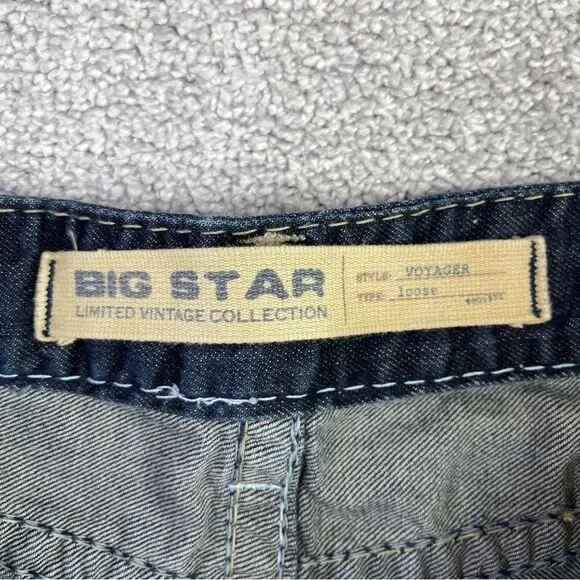 BIG STAR
LIMITED VINTAGE COLLECTION
STYLE: VOYAGER
TYPE: loose